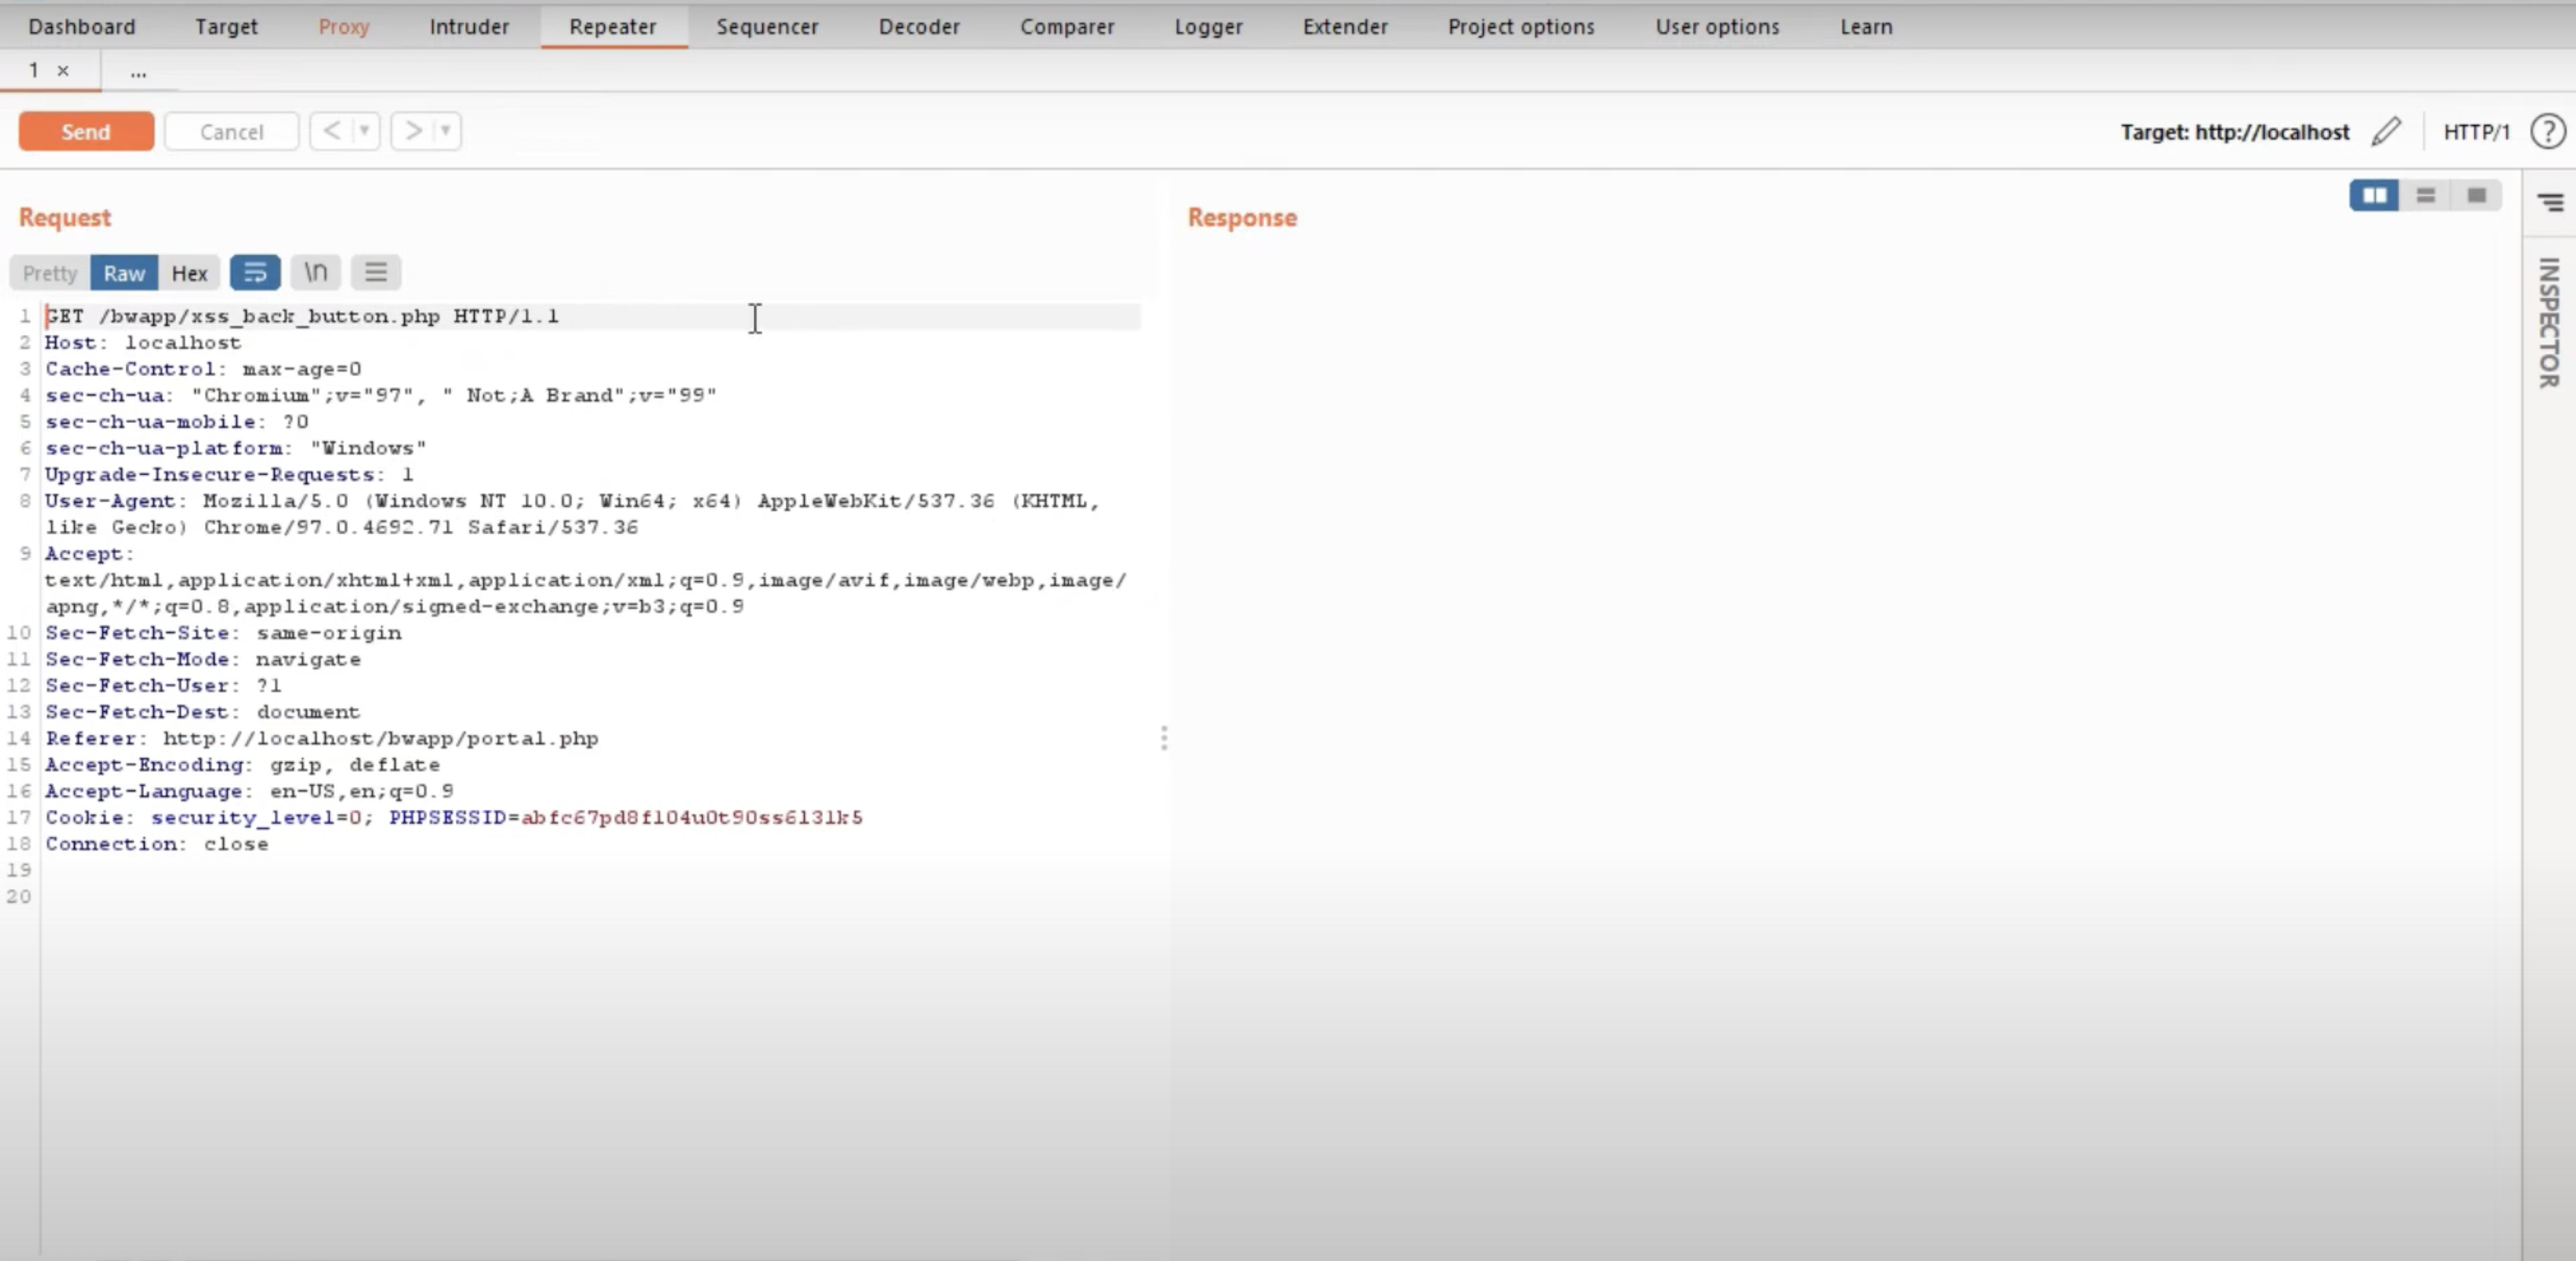 Dashboard Target Proxy Intruder Repeater Sequencer Decoder Comparer Logger Extender Project options User options Learn
1 × ...
Send Cancel < > Target: http://localhost HTTP/1 ?
Request
Pretty Raw Hex \n
1 GET /bwapp/xss_back_button.php HTTP/1.1
2 Host: localhost
3 Cache-Control: max-age=0
4 sec-ch-ua: "Chromium";v="97", " Not;A Brand";v="99"
5 sec-ch-ua-mobile: ?0
6 sec-ch-ua-platform: "Windows"
7 Upgrade-Insecure-Requests: 1
8 User-Agent: Mozilla/5.0 (Windows NT 10.0; Win64; x64) AppleWebKit/537.36 (KHTML,
like Gecko) Chrome/97.0.4692.71 Safari/537.36
9 Accept:
text/html,application/xhtml+xml,application/xml;q=0.9,image/avif,image/webp,image/
apng,*/*;q=0.8,application/signed-exchange;v=b3;q=0.9
10 Sec-Fetch-Site: same-origin
11 Sec-Fetch-Mode: navigate
12 Sec-Fetch-User: ?1
13 Sec-Fetch-Dest: document
14 Referer: http://localhost/bwapp/portal.php
15 Accept-Encoding: gzip, deflate
16 Accept-Language: en-US,en;q=0.9
17 Cookie: security_level=0; PHPSESSID=abfc67pd8fl04u0t90ss6131k5
18 Connection: close
19
20
Response
INSPECTOR